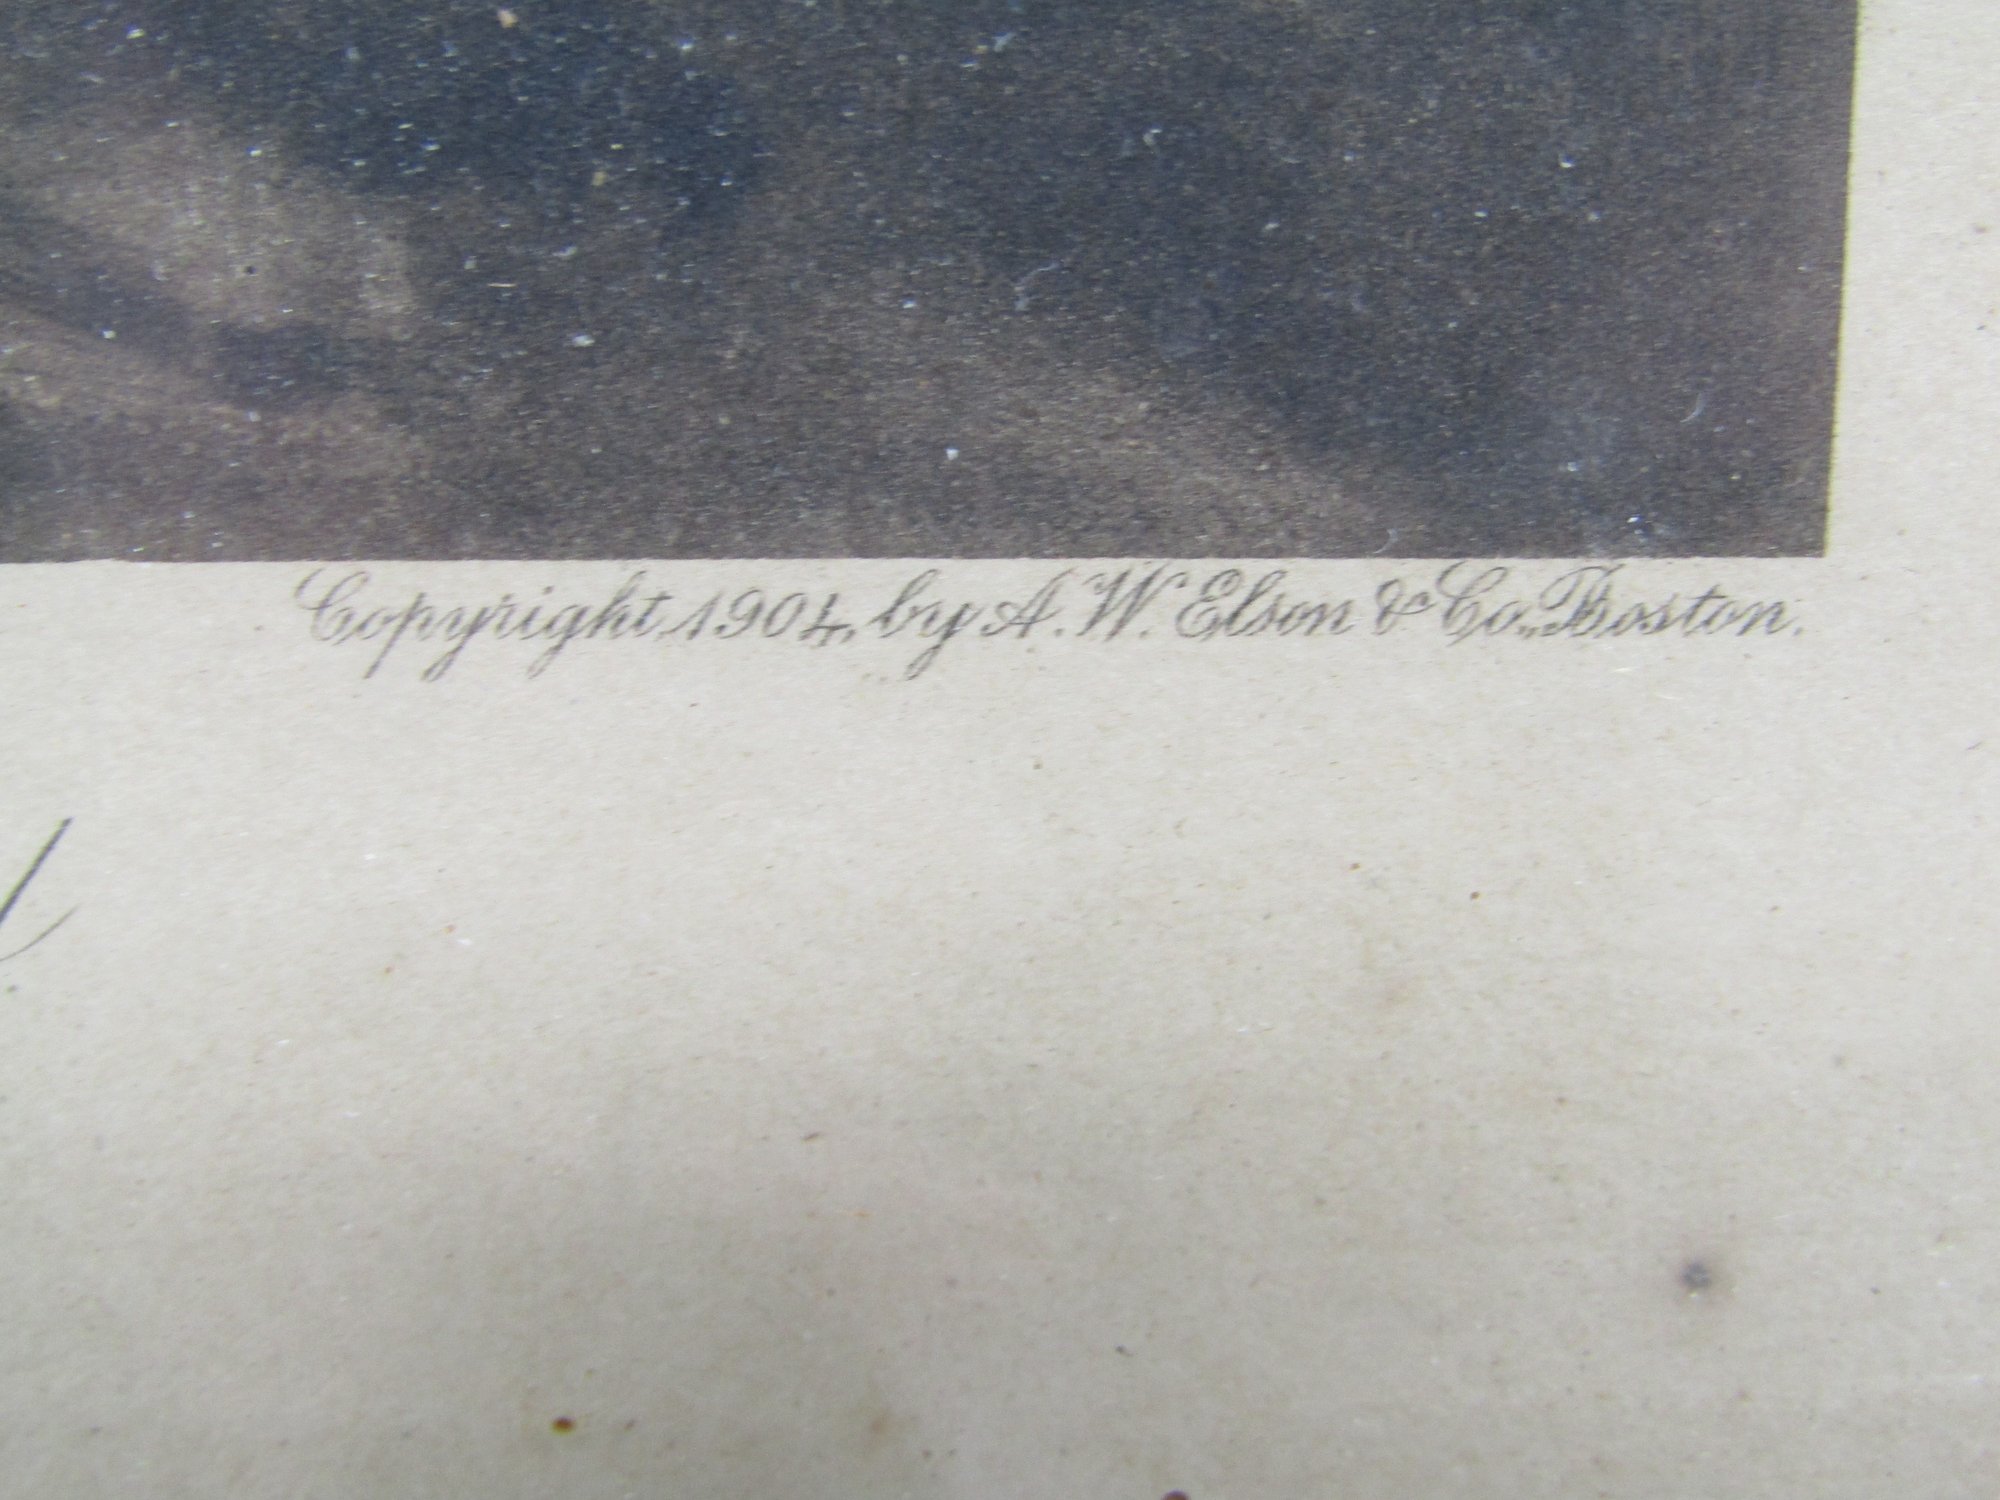 Copyright, 1904, by A. W. Elson & Co., Boston.